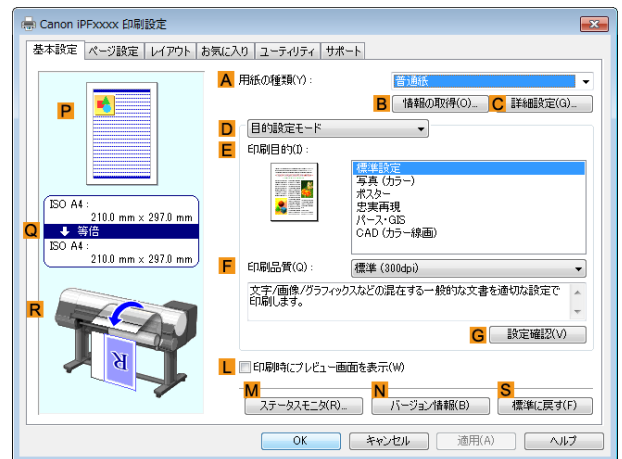 Canon iPFxxxx 印刷設定
基本設定 ページ設定 レイアウト お気に入り ユーティリティ サポート
A 用紙の種類(Y) : 普通紙
B 情報の取得(O)... C 詳細設定(G)...
P
D 目的設定モード
E 印刷目的(I) :
標準設定
写真 (カラー)
ポスター
忠実再現
パース・GIS
CAD (カラー線画)
ISO A4 :
210.0 mm x 297.0 mm
Q 等倍
ISO A4 :
210.0 mm x 297.0 mm
F 印刷品質(Q) : 標準 (300dpi)
文字/画像/グラフィックスなどの混在する一般的な文書を適切な設定で
印刷します。
R
R
G 設定確認(V)
L 印刷時にプレビュー画面を表示(W)
M ステータスモニタ(R)... N バージョン情報(B) S 標準に戻す(F)
OK キャンセル 適用(A) ヘルプ